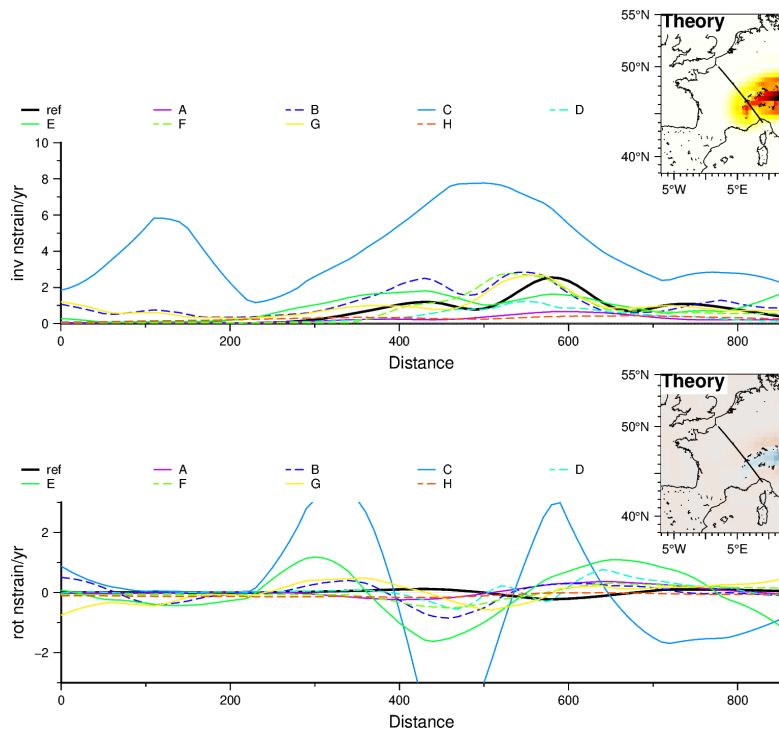 55°N
Theory
50°N
40°N
5°W
5°E
ref A B C D
E F G H
10
8
6
4
2
0
inv nstrain/yr
0 200 400 600 800
Distance
55°N
Theory
50°N
40°N
5°W
5°E
ref A B C D
E F G H
2
0
−2
rot nstrain/yr
0 200 400 600 800
Distance